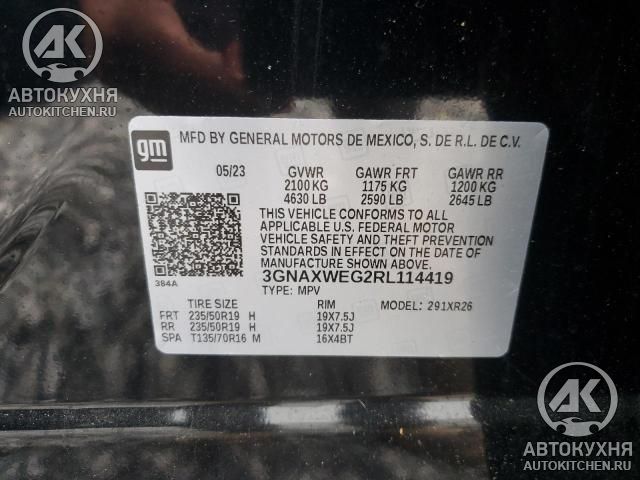 AK
АВТОКУХНЯ
AUTOKITCHEN.RU
gm
MFD BY GENERAL MOTORS DE MEXICO, S. DE R.L. DE C.V.
05/23 GVWR GAWR FRT GAWR RR
2100 KG 1175 KG 1200 KG
4630 LB 2590 LB 2645 LB
THIS VEHICLE CONFORMS TO ALL
APPLICABLE U.S. FEDERAL MOTOR
VEHICLE SAFETY AND THEFT PREVENTION
STANDARDS IN EFFECT ON THE DATE OF
MANUFACTURE SHOWN ABOVE.
384A
3GNAXWEG2RL114419
TYPE: MPV
TIRE SIZE RIM MODEL: 291XR26
FRT 235/50R19 H 19X7.5J
RR 235/50R19 H 19X7.5J
SPA T135/70R16 M 16X4BT
AK
АВТОКУХНЯ
AUTOKITCHEN.RU